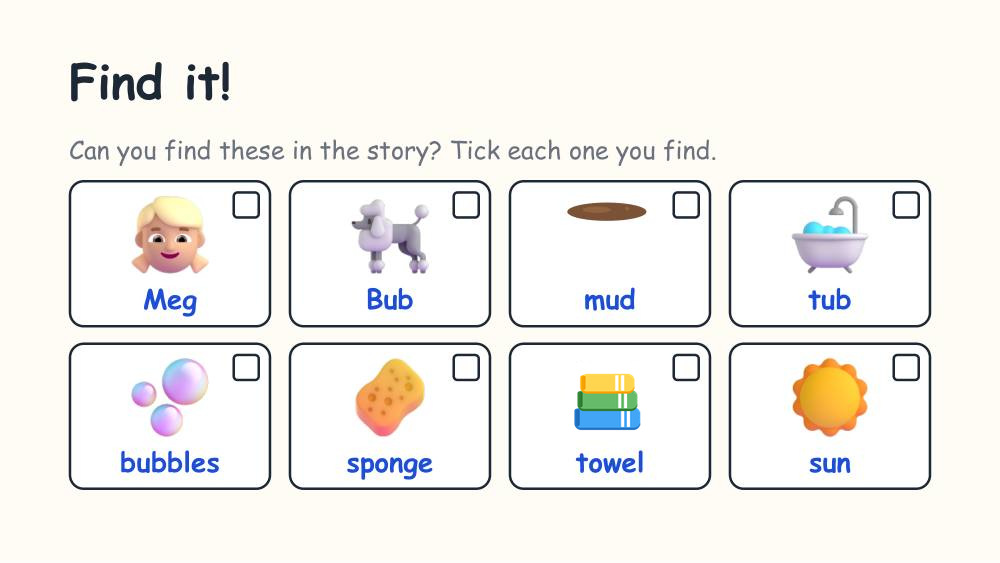 Find it!
Can you find these in the story? Tick each one you find.
Meg
Bub
mud
tub
bubbles
sponge
towel
sun